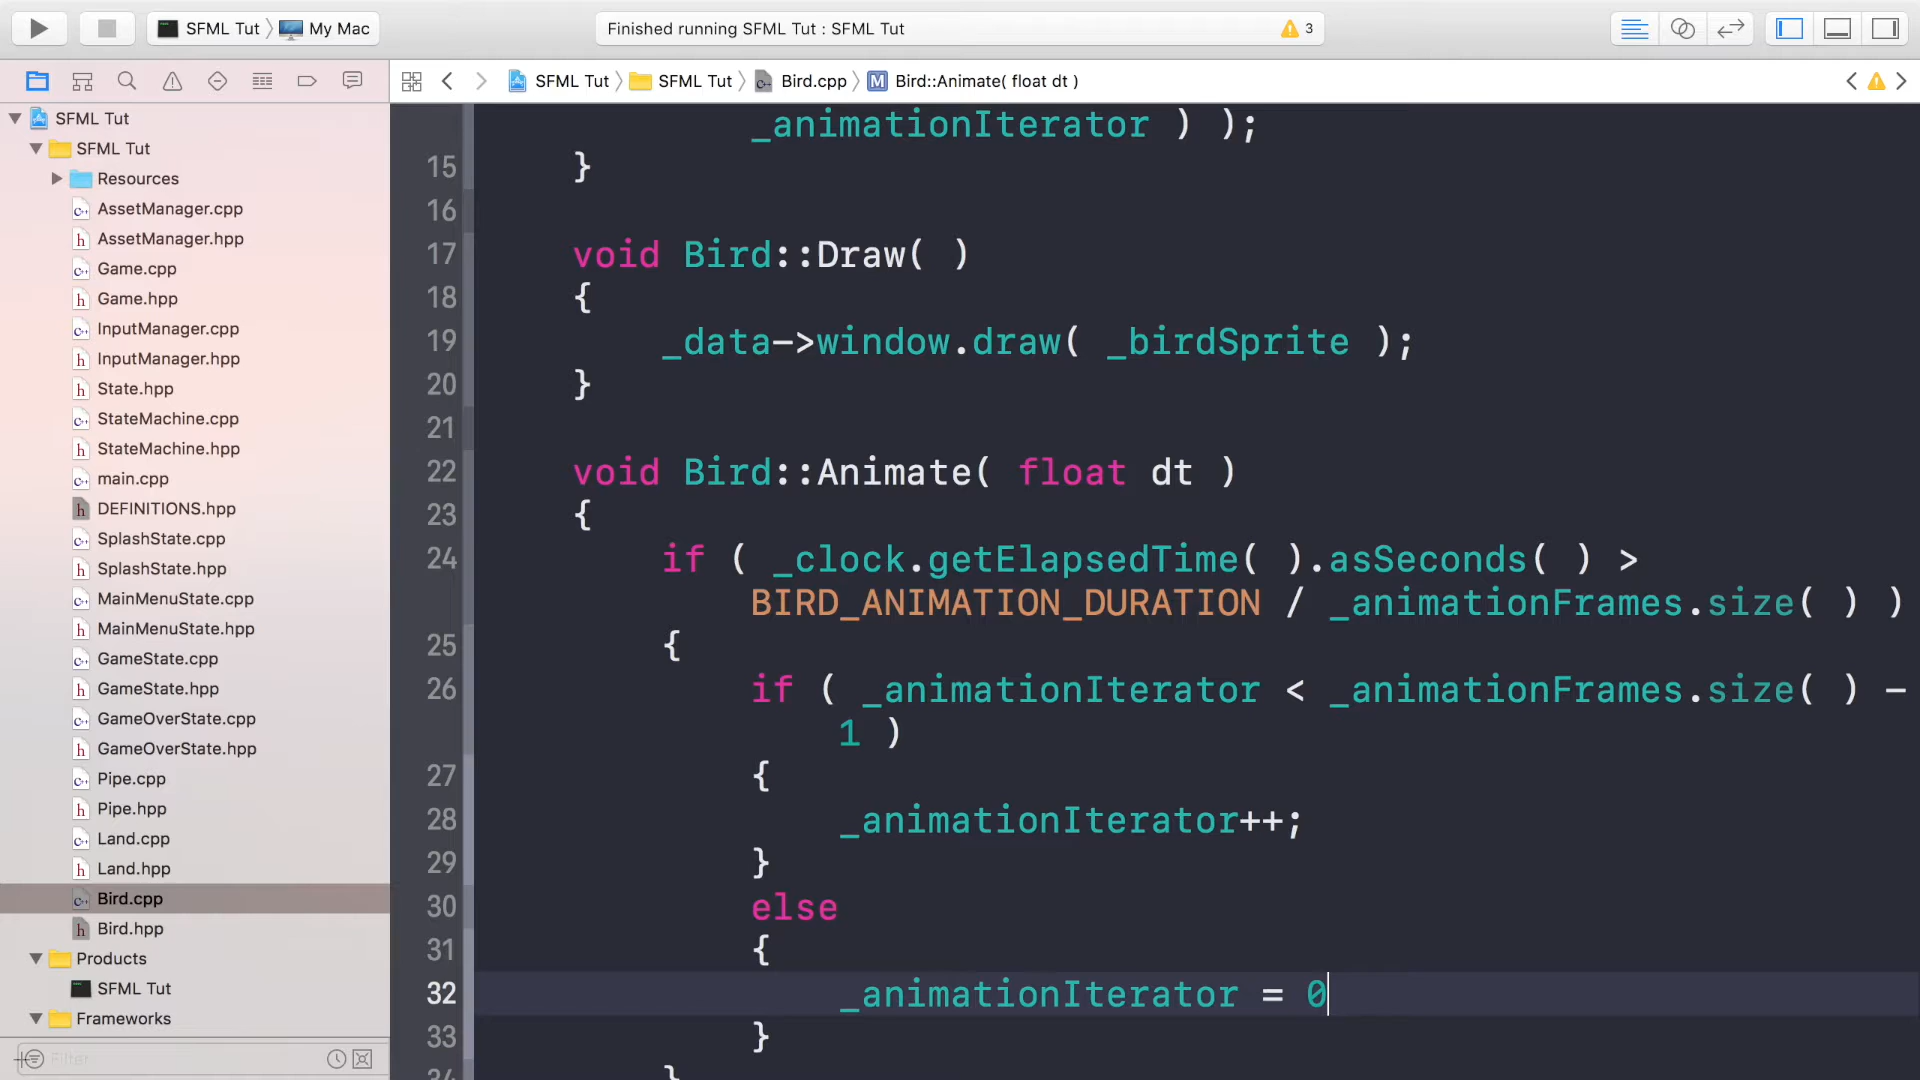 SFML Tut
My Mac
Finished running SFML Tut : SFML Tut
3
SFML Tut
SFML Tut
Bird.cpp
M
Bird::Animate( float dt )
SFML Tut
SFML Tut
Resources
AssetManager.cpp
AssetManager.hpp
Game.cpp
Game.hpp
InputManager.cpp
InputManager.hpp
State.hpp
StateMachine.cpp
StateMachine.hpp
main.cpp
DEFINITIONS.hpp
SplashState.cpp
SplashState.hpp
MainMenuState.cpp
MainMenuState.hpp
GameState.cpp
GameState.hpp
GameOverState.cpp
GameOverState.hpp
Pipe.cpp
Pipe.hpp
Land.cpp
Land.hpp
Bird.cpp
Bird.hpp
Products
SFML Tut
Frameworks
Filter
_animationIterator ) );
15 }
16
17 void Bird::Draw( )
18 {
19 _data->window.draw( _birdSprite );
20 }
21
22 void Bird::Animate( float dt )
23 {
24 if ( _clock.getElapsedTime( ).asSeconds( ) >
BIRD_ANIMATION_DURATION / _animationFrames.size( ) )
25 {
26 if ( _animationIterator < _animationFrames.size( ) -
1 )
27 {
28 _animationIterator++;
29 }
30 else
31 {
32 _animationIterator = 0
33 }
34 }